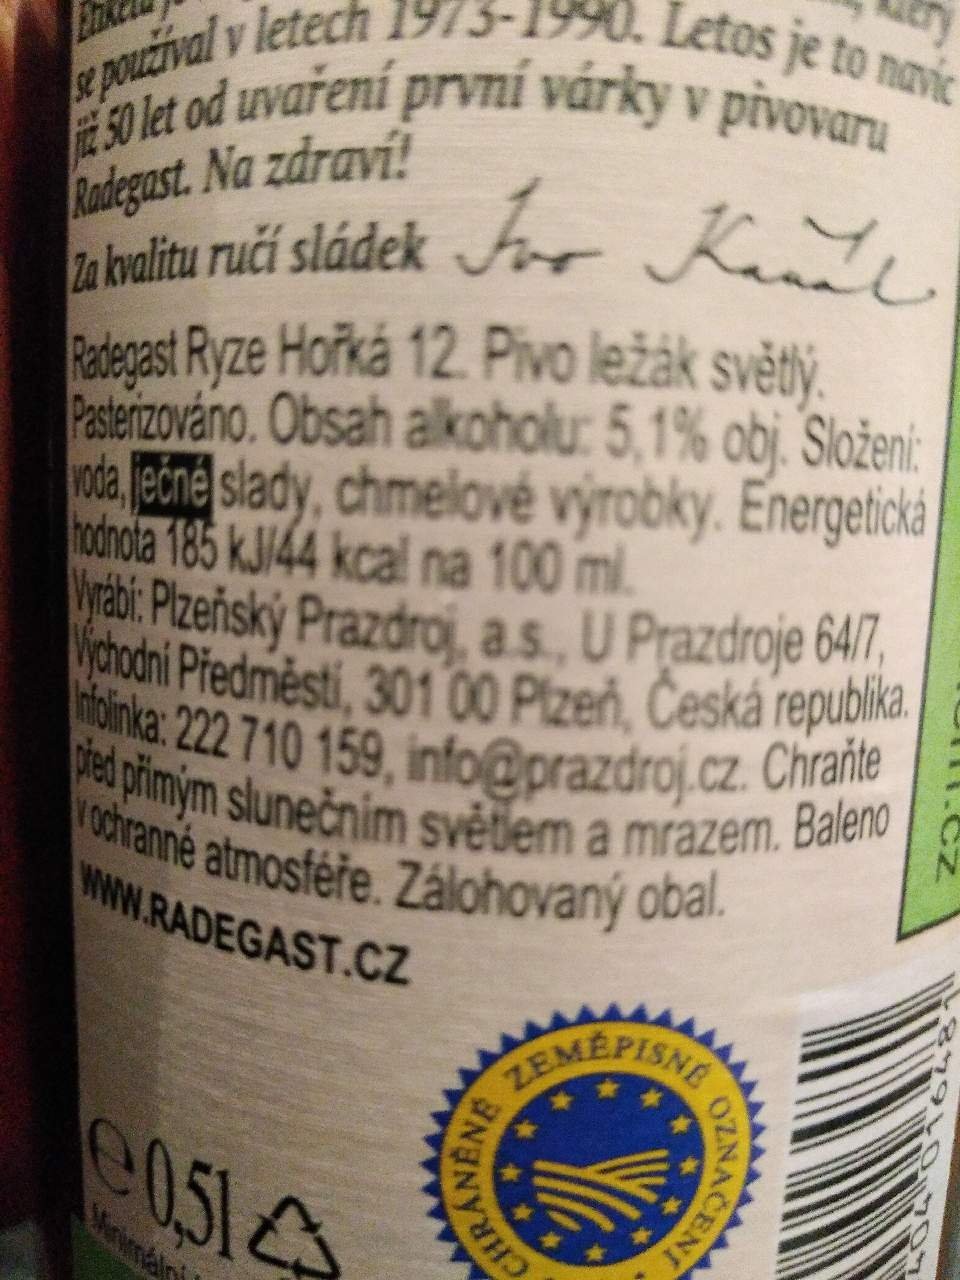 se používal v letech 1973-1990. Letos je to navíc
již 50 let od uvaření první várky v pivovaru
Radegast. Na zdraví!
Za kvalitu ručí sládek Ivo Kaňák
Radegast Ryze Hořká 12. Pivo ležák světlý.
Pasterizováno. Obsah alkoholu: 5,1% obj. Složení:
voda, ječné slady, chmelové výrobky. Energetická
hodnota 185 kJ/44 kcal na 100 ml.
Vyrábí: Plzeňský Prazdroj, a.s., U Prazdroje 64/7,
Východní Předměstí, 301 00 Plzeň, Česká republika.
Infolinka: 222 710 159, info@prazdroj.cz. Chraňte
před přímým slunečním světlem a mrazem. Baleno
v ochranné atmosféře. Zálohovaný obal.
WWW.RADEGAST.CZ
CHRÁNĚNÉ ZEMĚPISNÉ OZNAČENÍ
e 0,5l
Minimální